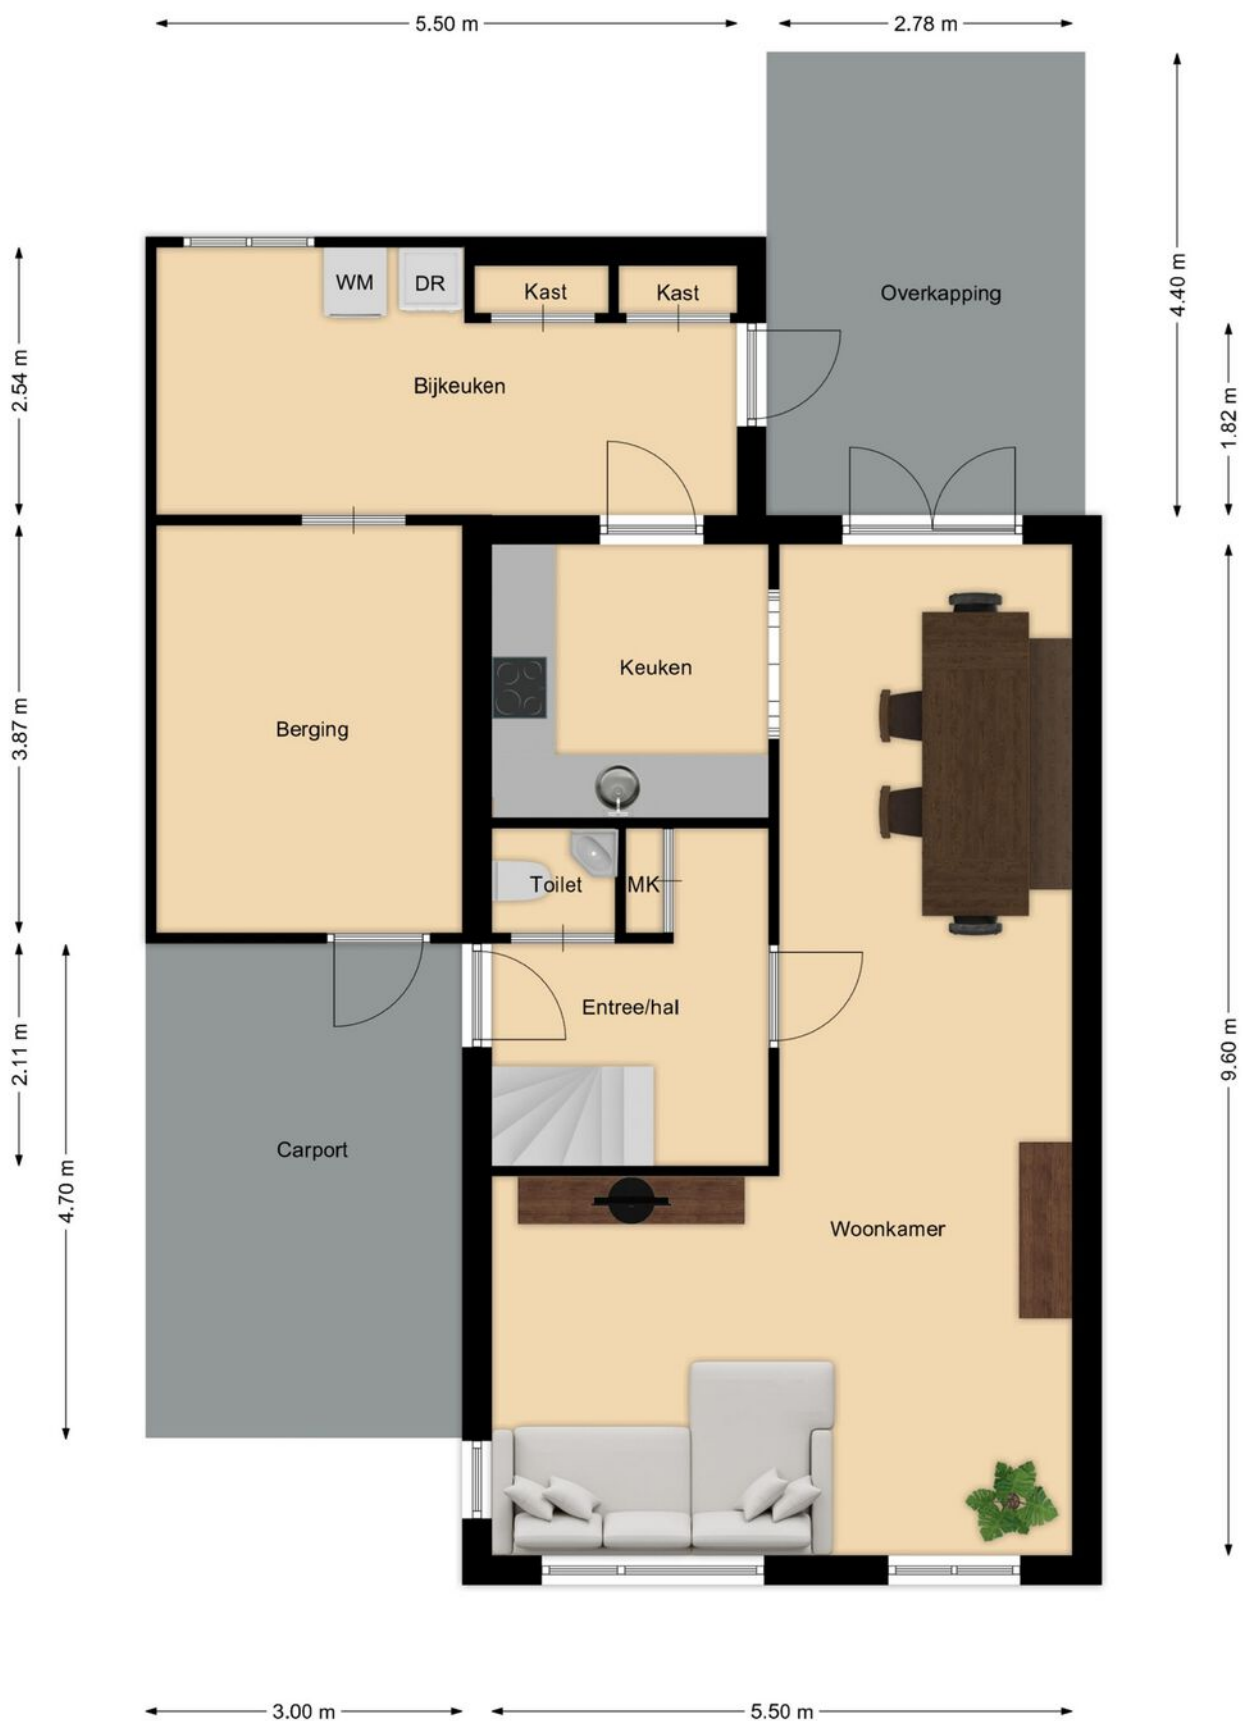 5.50 m
2.78 m
WM
DR
Kast
Kast
Overkapping
4.40 m
2.54 m
Bijkeuken
1.82 m
Keuken
3.87 m
Berging
Toilet
MK
Entree/hal
2.11 m
9.60 m
Carport
4.70 m
Woonkamer
3.00 m
5.50 m